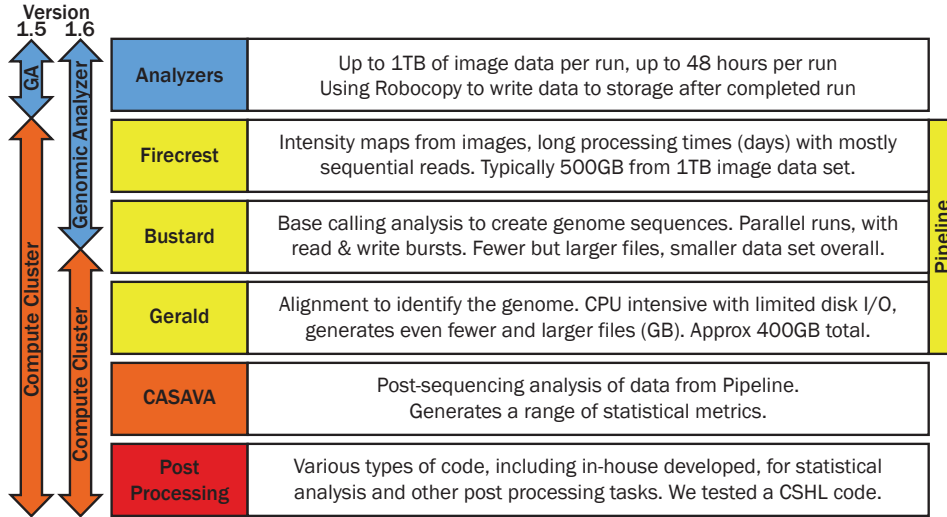 Version
1.5 1.6
GA
Genomic Analyzer
Compute Cluster
Compute Cluster
Analyzers
Up to 1TB of image data per run, up to 48 hours per run
Using Robocopy to write data to storage after completed run
Firecrest
Intensity maps from images, long processing times (days) with mostly
sequential reads. Typically 500GB from 1TB image data set.
Bustard
Base calling analysis to create genome sequences. Parallel runs, with
read & write bursts. Fewer but larger files, smaller data set overall.
Gerald
Alignment to identify the genome. CPU intensive with limited disk I/O,
generates even fewer and larger files (GB). Approx 400GB total.
Pipeline
CASAVA
Post-sequencing analysis of data from Pipeline.
Generates a range of statistical metrics.
Post
Processing
Various types of code, including in-house developed, for statistical
analysis and other post processing tasks. We tested a CSHL code.